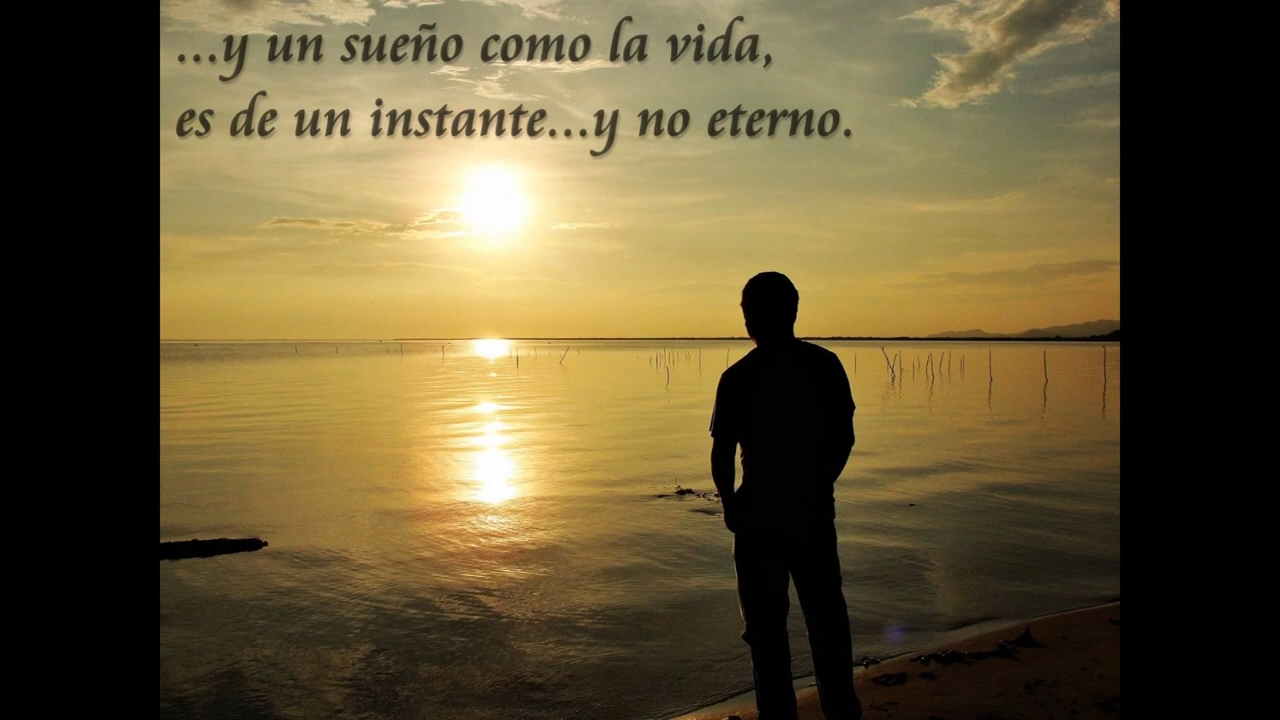 ...y un sueño como la vida,
es de un instante...y no eterno.